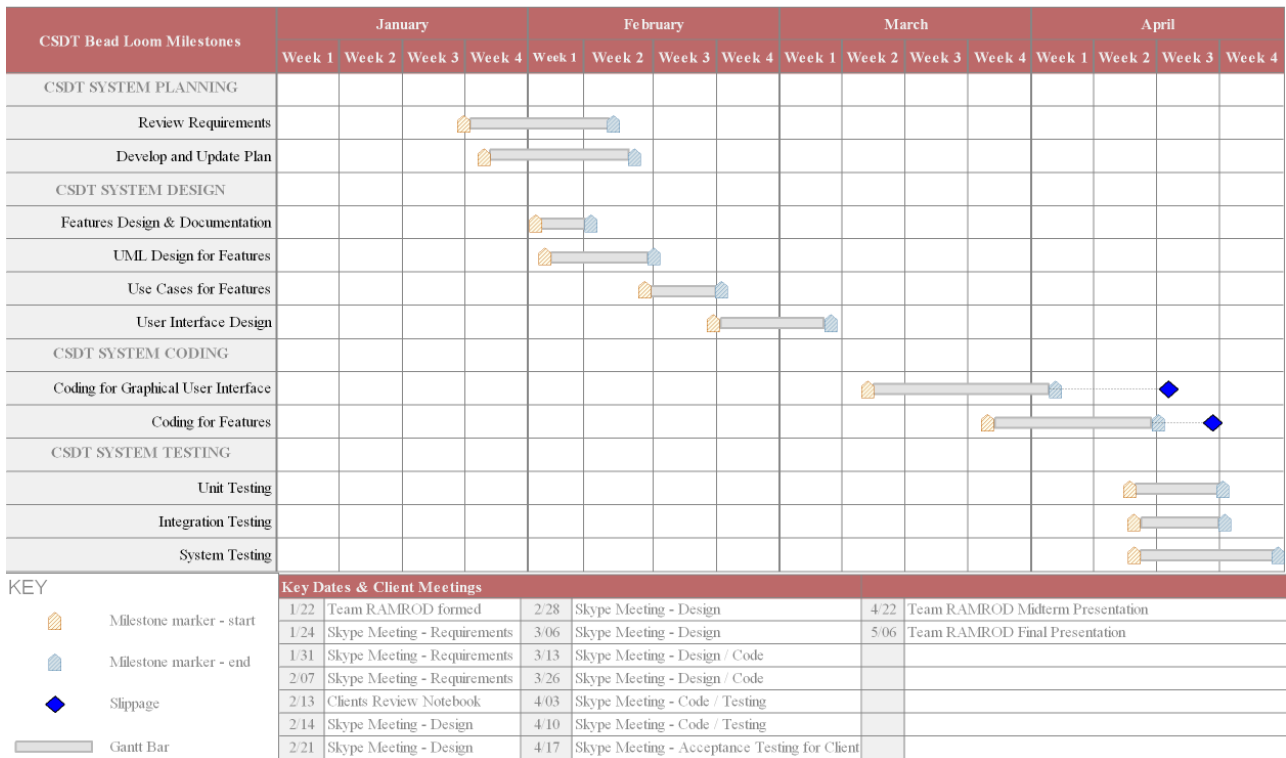 January February March April
CSDT Bead Loom Milestones
Week 1 Week 2 Week 3 Week 4 Week 1 Week 2 Week 3 Week 4 Week 1 Week 2 Week 3 Week 4 Week 1 Week 2 Week 3 Week 4
CSDT SYSTEM PLANNING
Review Requirements
Develop and Update Plan
CSDT SYSTEM DESIGN
Features Design & Documentation
UML Design for Features
Use Cases for Features
User Interface Design
CSDT SYSTEM CODING
Coding for Graphical User Interface
Coding for Features
CSDT SYSTEM TESTING
Unit Testing
Integration Testing
System Testing
KEY
Milestone marker - start
Milestone marker - end
Slippage
Gantt Bar
Key Dates & Client Meetings
1/22 Team RAMROD formed 2/28 Skype Meeting - Design 4/22 Team RAMROD Midterm Presentation
1/24 Skype Meeting - Requirements 3/06 Skype Meeting - Design 5/06 Team RAMROD Final Presentation
1/31 Skype Meeting - Requirements 3/13 Skype Meeting - Design / Code
2/07 Skype Meeting - Requirements 3/26 Skype Meeting - Design / Code
2/13 Clients Review Notebook 4/03 Skype Meeting - Code / Testing
2/14 Skype Meeting - Design 4/10 Skype Meeting - Code / Testing
2/21 Skype Meeting - Design 4/17 Skype Meeting - Acceptance Testing for Client